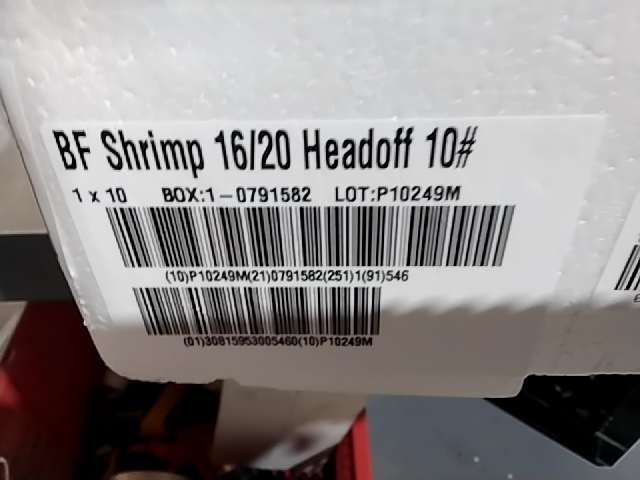 BF Shrimp 16/20 Headoff 10#
1 x 10 BOX:1-0791582 LOT:P10249M
(10)P10249M(21)0791582(251)1(91)546
(01)30815953005460(10)P10249M